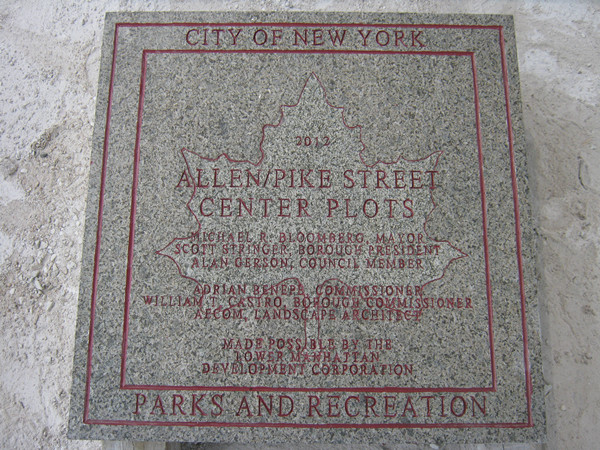 CITY OF NEW YORK
2012
ALLEN/PIKE STREET
CENTER PLOTS
MICHAEL R. BLOOMBERG, MAYOR
SCOTT STRINGER, BOROUGH PRESIDENT
ALAN GERSON, COUNCIL MEMBER
ADRIAN BENEPE, COMMISSIONER
WILLIAM T. CASTRO, BOROUGH COMMISSIONER
AECOM, LANDSCAPE ARCHITECT
MADE POSSIBLE BY THE
LOWER MANHATTAN
DEVELOPMENT CORPORATION
PARKS AND RECREATION